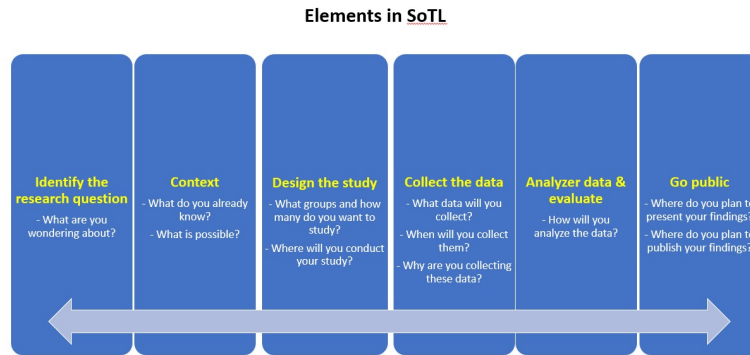 Elements in SoTL
Identify the
research question
- What are you
wondering about?
Context
- What do you already
know?
- What is possible?
Design the study
- What groups and how
many do you want to
study?
- Where will you conduct
your study?
Collect the data
- What data will you
collect?
- When will you collect
them?
- Why are you collecting
these data?
Analyzer data &
evaluate
- How will you
analyze the data?
Go public
- Where do you plan to
present your findings?
- Where do you plan to
publish your findings?